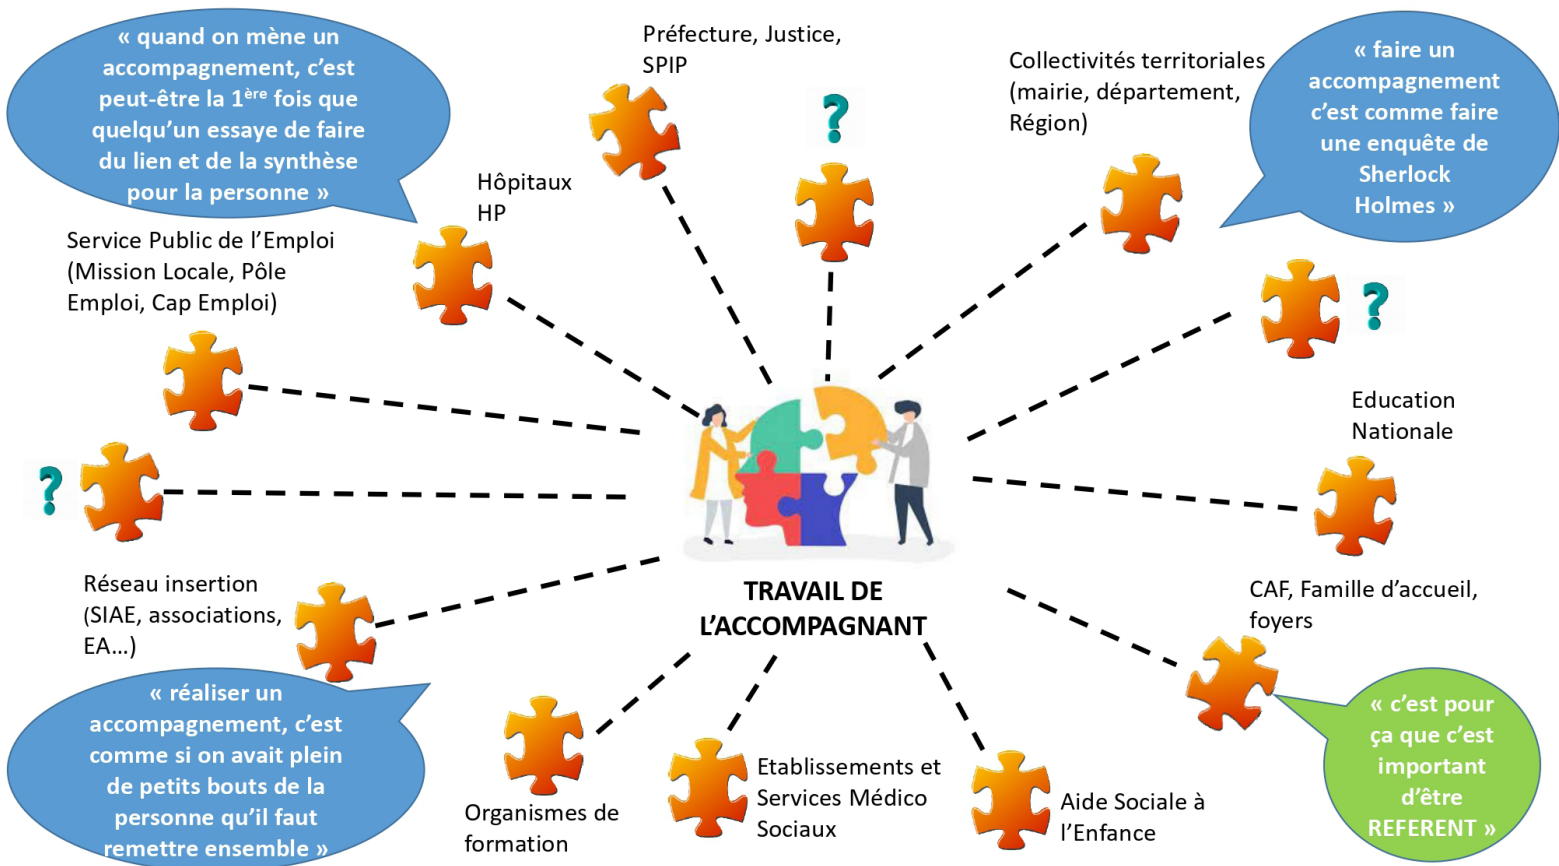 « quand on mène un
accompagnement, c’est
peut-être la 1ère fois que
quelqu’un essaye de faire
du lien et de la synthèse
pour la personne »
Préfecture, Justice,
SPIP
?
Collectivités territoriales
(mairie, département,
Région)
« faire un
accompagnement
c’est comme faire
une enquête de
Sherlock
Holmes »
Hôpitaux
HP
Service Public de l’Emploi
(Mission Locale, Pôle
Emploi, Cap Emploi)
?
Education
Nationale
?
Réseau insertion
(SIAE, associations,
EA…)
TRAVAIL DE
L’ACCOMPAGNANT
CAF, Famille d’accueil,
foyers
« réaliser un
accompagnement, c’est
comme si on avait plein
de petits bouts de la
personne qu’il faut
remettre ensemble »
Organismes de
formation
Etablissements et
Services Médico
Sociaux
Aide Sociale à
l’Enfance
« c’est pour
ça que c’est
important
d’être
REFERENT »